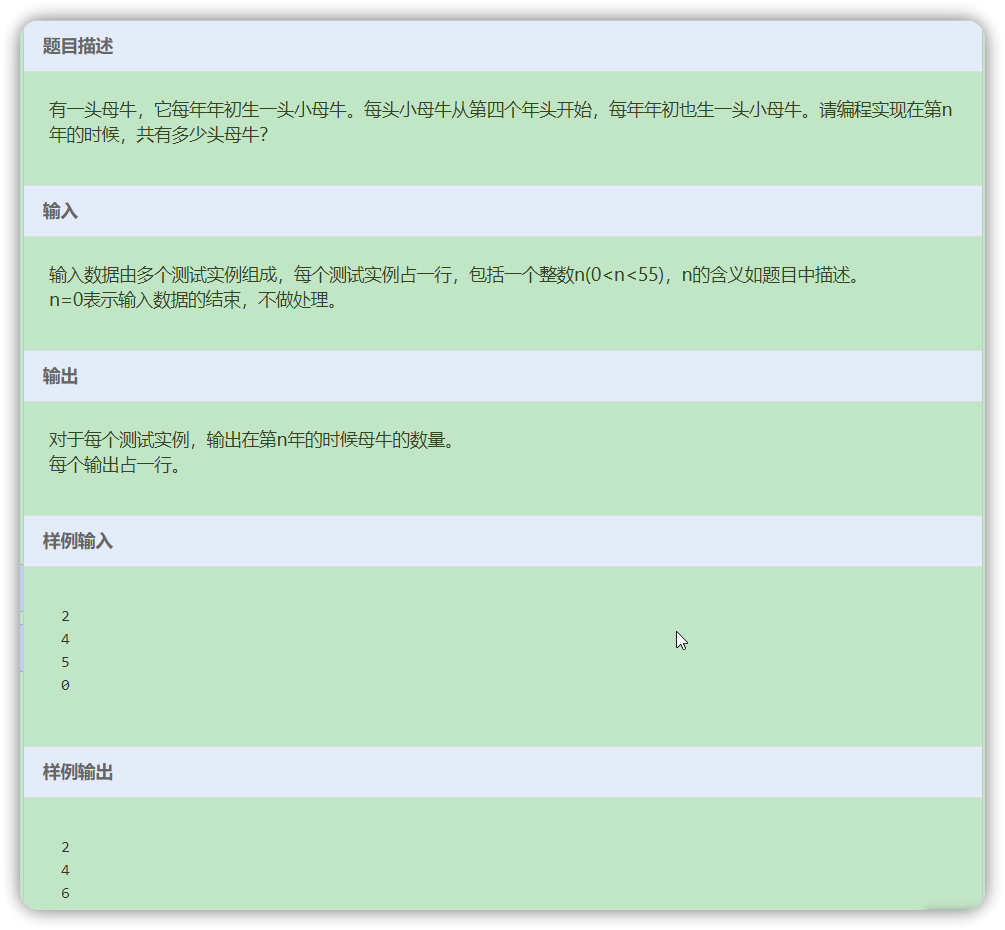 题目描述
有一头母牛，它每年年初生一头小母牛。每头小母牛从第四个年头开始，每年年初也生一头小母牛。请编程实现在第n
年的时候，共有多少头母牛？
输入
输入数据由多个测试实例组成，每个测试实例占一行，包括一个整数n(0<n<55)，n的含义如题目中描述。
n=0表示输入数据的结束，不做处理。
输出
对于每个测试实例，输出在第n年的时候母牛的数量。
每个输出占一行。
样例输入
2
4
5
0
样例输出
2
4
6